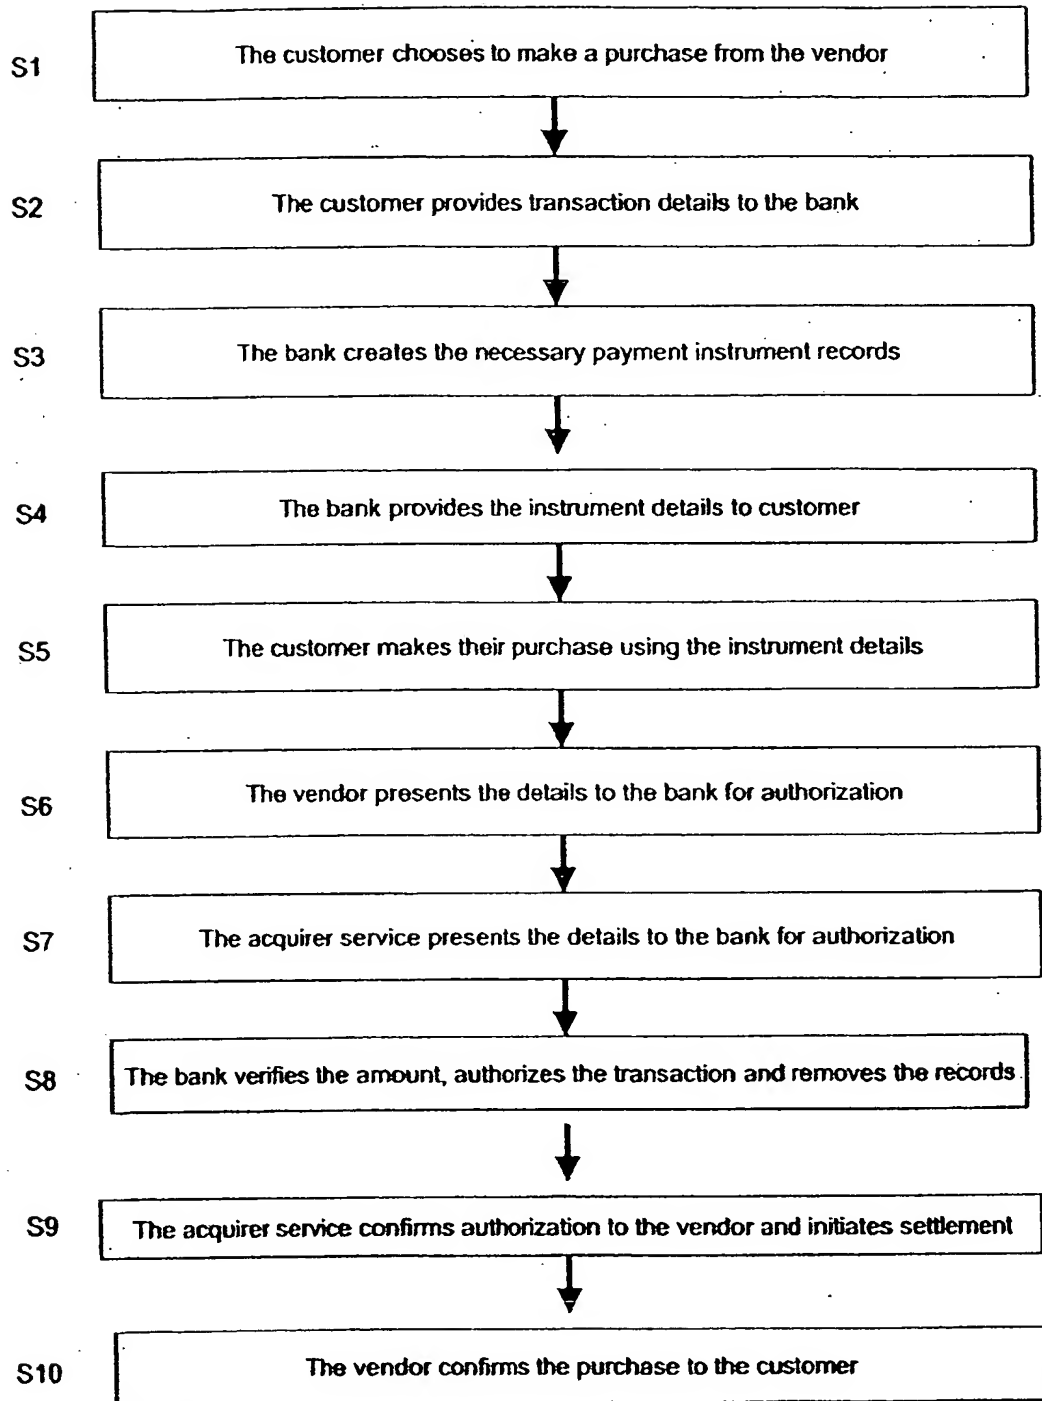 S1 The customer chooses to make a purchase from the vendor
S2 The customer provides transaction details to the bank
S3 The bank creates the necessary payment instrument records
S4 The bank provides the instrument details to customer
S5 The customer makes their purchase using the instrument details
S6 The vendor presents the details to the bank for authorization
S7 The acquirer service presents the details to the bank for authorization
S8 The bank verifies the amount, authorizes the transaction and removes the records
S9 The acquirer service confirms authorization to the vendor and initiates settlement
S10 The vendor confirms the purchase to the customer